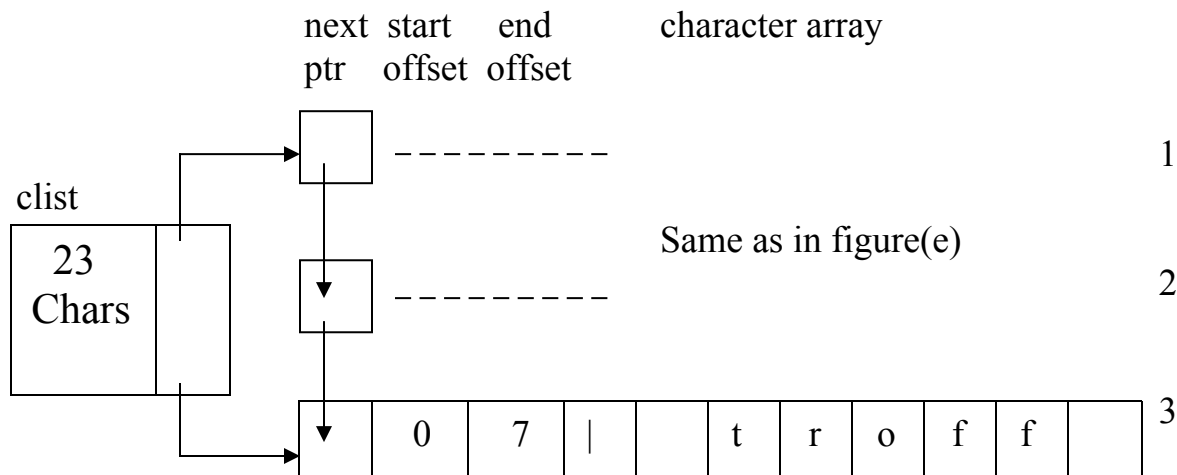 next start end character array
ptr offset offset
1
clist
Same as in figure(e)
23
2
Chars
3
0 7 | t r o f f